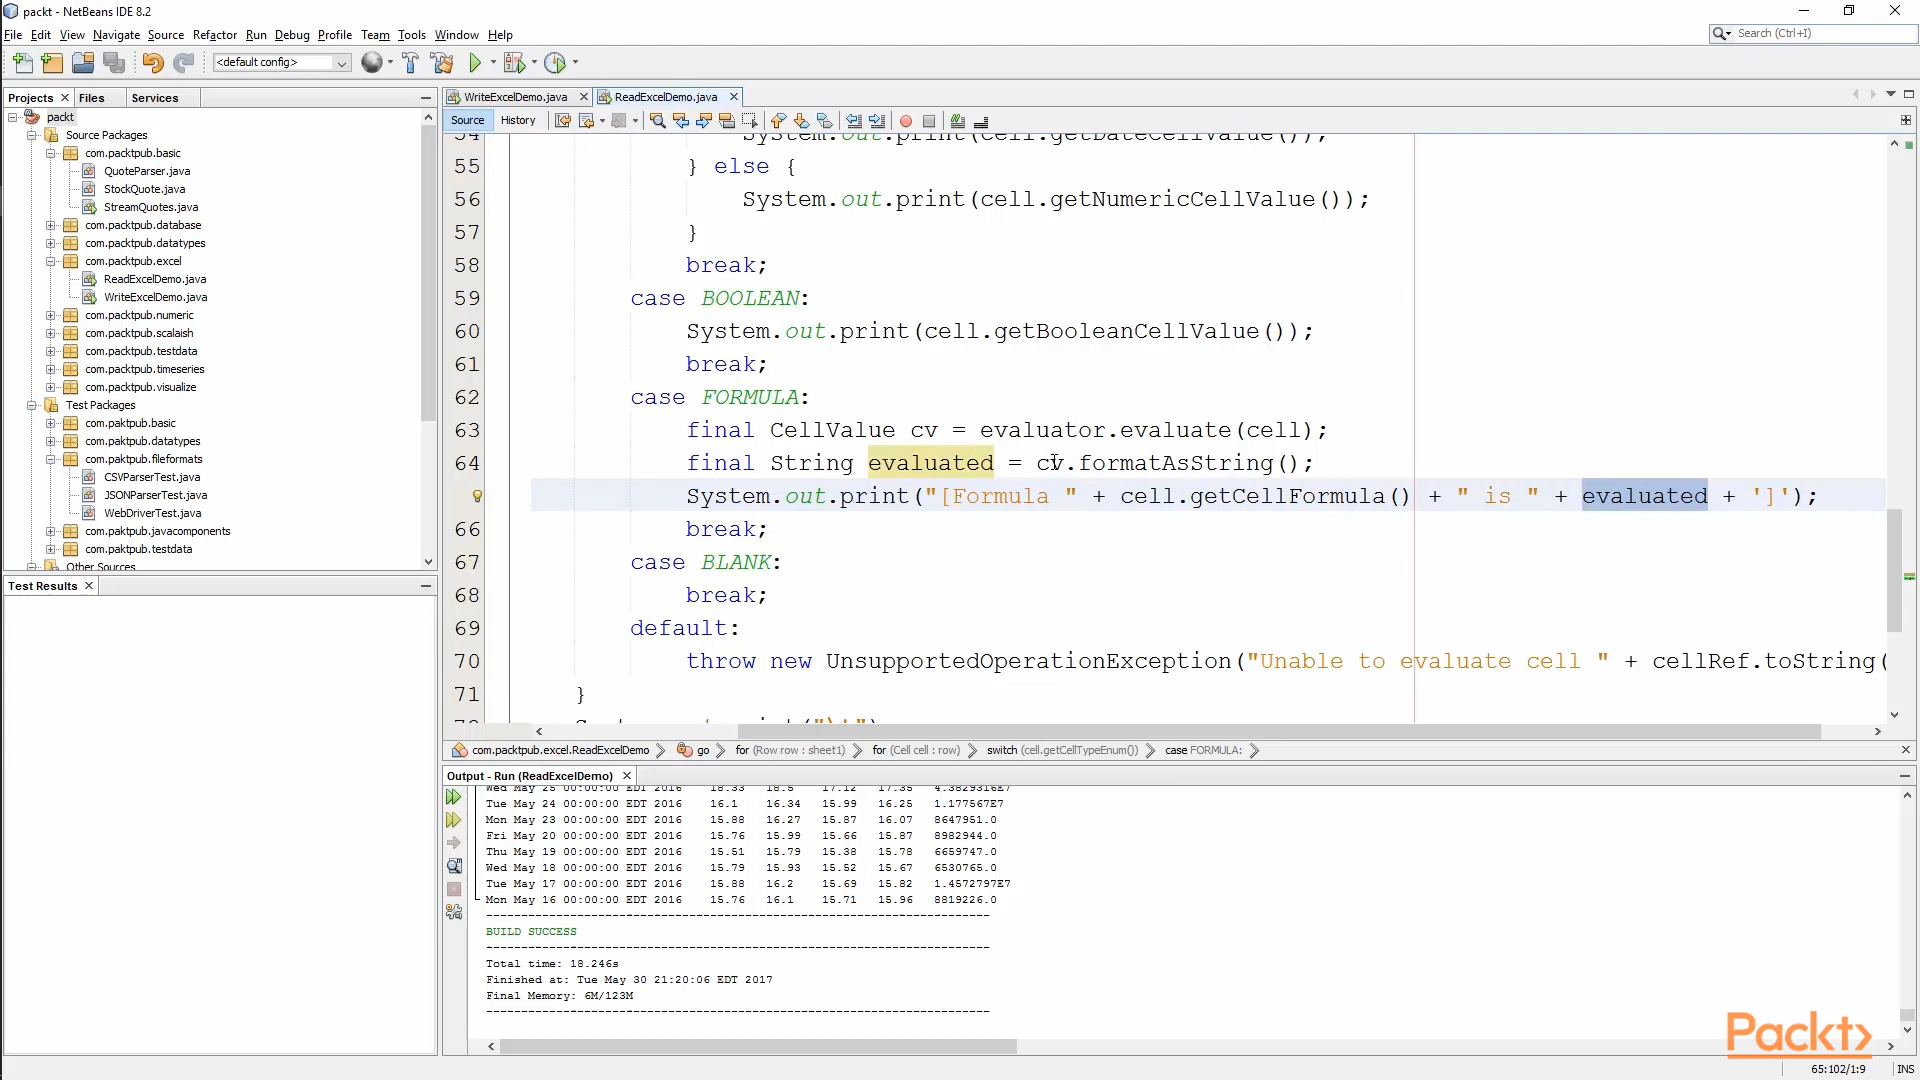 packt - NetBeans IDE 8.2
File Edit View Navigate Source Refactor Run Debug Profile Team Tools Window Help
Search (Ctrl+I)
<default config>
Projects Files Services
WriteExcelDemo.java ReadExcelDemo.java
Source History
packt
Source Packages
com.packtpub.basic
QuoteParser.java
StockQuote.java
StreamQuotes.java
com.packtpub.database
com.packtpub.datatypes
com.packtpub.excel
ReadExcelDemo.java
WriteExcelDemo.java
com.packtpub.numeric
com.packtpub.scalaish
com.packtpub.testdata
com.packtpub.timeseries
com.packtpub.visualize
Test Packages
com.paktpub.basic
com.paktpub.datatypes
com.paktpub.fileformats
CSVParserTest.java
JSONParserTest.java
WebDriverTest.java
com.paktpub.javacomponents
com.paktpub.testdata
Other Sources
Test Results
54 System.out.print(cell.getDateCellValue());
55 } else {
56 System.out.print(cell.getNumericCellValue());
57 }
58 break;
59 case BOOLEAN:
60 System.out.print(cell.getBooleanCellValue());
61 break;
62 case FORMULA:
63 final CellValue cv = evaluator.evaluate(cell);
64 final String evaluated = cv.formatAsString();
System.out.print("[Formula " + cell.getCellFormula() + " is " + evaluated + ']');
66 break;
67 case BLANK:
68 break;
69 default:
70 throw new UnsupportedOperationException("Unable to evaluate cell " + cellRef.toString(
71 }
com.packtpub.excel.ReadExcelDemo go for (Row row : sheet1) for (Cell cell : row) switch (cell.getCellTypeEnum()) case FORMULA:
Output - Run (ReadExcelDemo)
Wed May 25 00:00:00 EDT 2016 18.33 18.5 17.12 17.35 4.3829316E7
Tue May 24 00:00:00 EDT 2016 16.1 16.34 15.99 16.25 1.177567E7
Mon May 23 00:00:00 EDT 2016 15.88 16.27 15.87 16.07 8647951.0
Fri May 20 00:00:00 EDT 2016 15.76 15.99 15.66 15.87 8982944.0
Thu May 19 00:00:00 EDT 2016 15.51 15.79 15.38 15.78 6659747.0
Wed May 18 00:00:00 EDT 2016 15.79 15.93 15.52 15.67 6530765.0
Tue May 17 00:00:00 EDT 2016 15.88 16.2 15.69 15.82 1.4572797E7
Mon May 16 00:00:00 EDT 2016 15.76 16.1 15.71 15.96 8819226.0
------------------------------------------------------------------------
BUILD SUCCESS
------------------------------------------------------------------------
Total time: 18.246s
Finished at: Tue May 30 21:20:06 EDT 2017
Final Memory: 6M/123M
------------------------------------------------------------------------
Packt>
65:102/1:9 INS